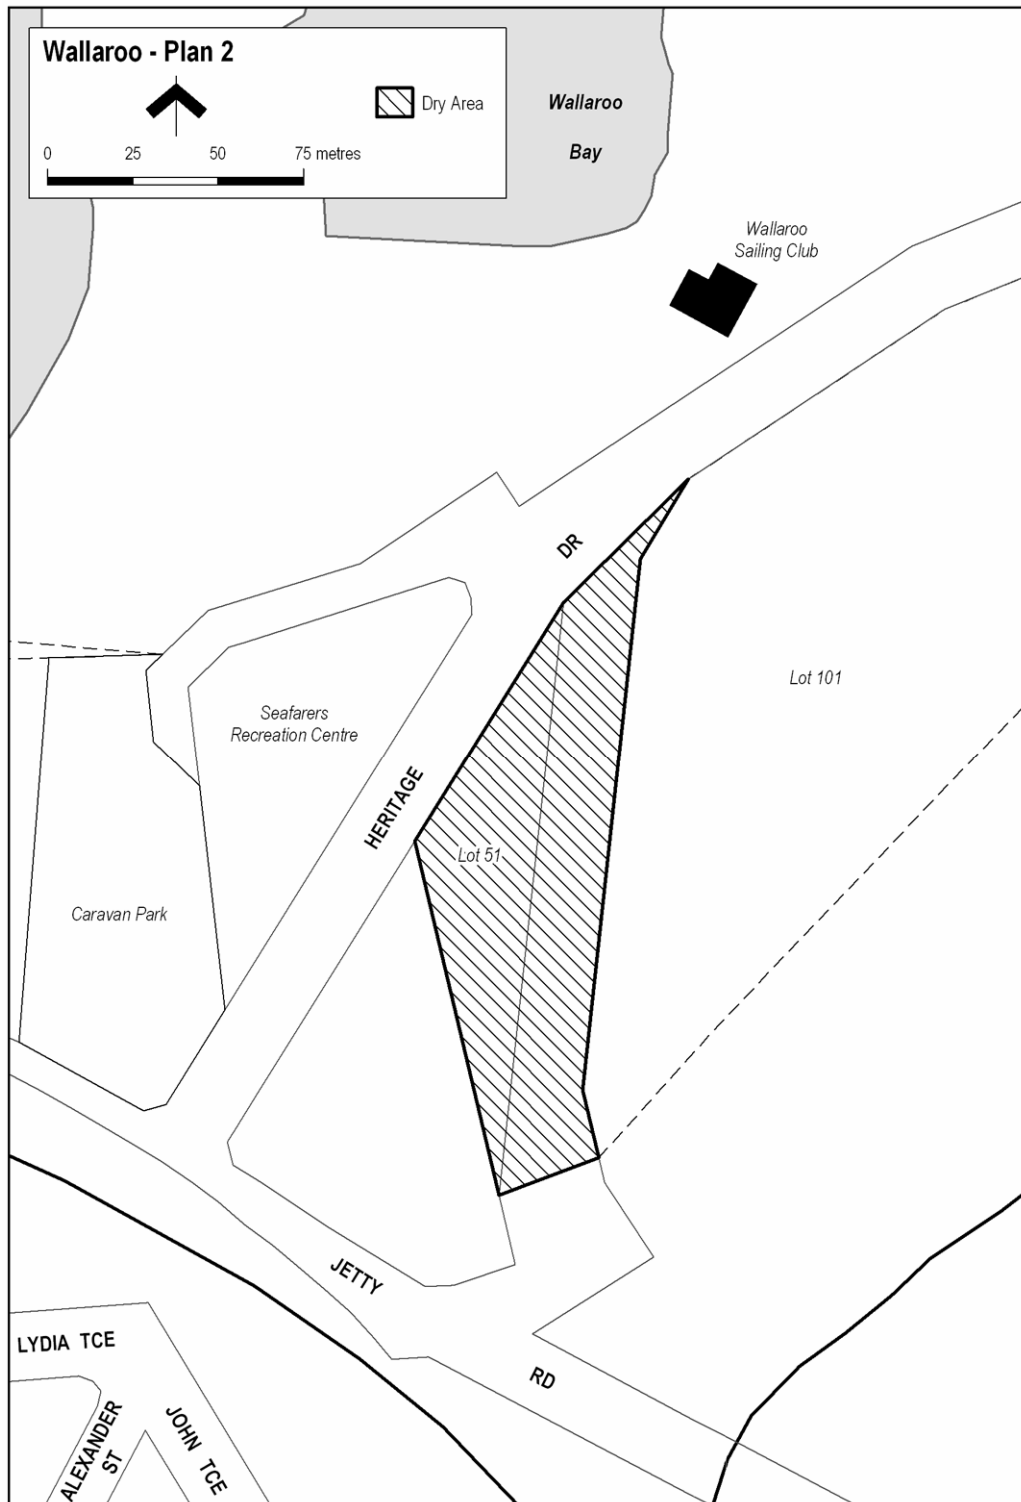 Wallaroo - Plan 2
Dry Area
0 25 50 75 metres
Wallaroo
Bay
Wallaroo
Sailing Club
DR
Lot 101
Seafarers
Recreation Centre
HERITAGE
Lot 51
Caravan Park
JETTY
RD
LYDIA TCE
ALEXANDER
ST
JOHN TCE